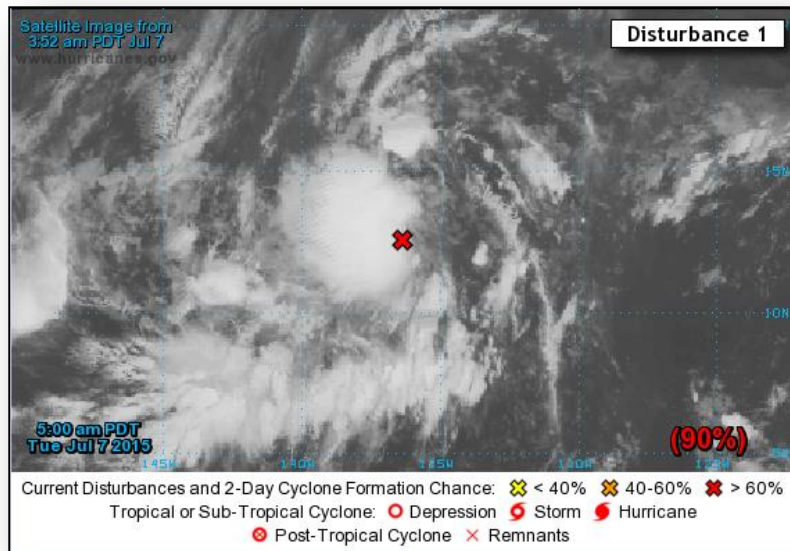 Satellite Image from
3:52 am PDT Jul 7
www.hurricanes.gov
Disturbance 1
15N
10N
5:00 am PDT
Tue Jul 7 2015
(90%)
145W 140W 135W 130W 125W
Current Disturbances and 2-Day Cyclone Formation Chance: < 40% 40-60% > 60%
Tropical or Sub-Tropical Cyclone: Depression Storm Hurricane
Post-Tropical Cyclone Remnants